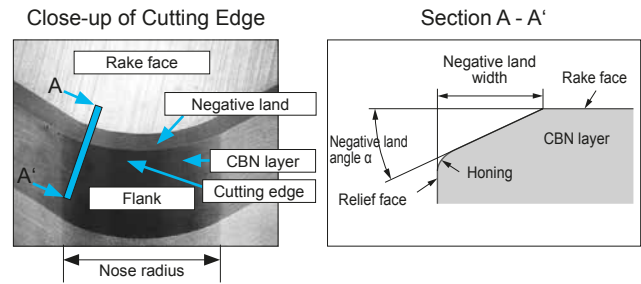 Close-up of Cutting Edge
Rake face
A
Negative land
CBN layer
A'
Cutting edge
Flank
Nose radius
Section A - A'
Negative land
width
Rake face
Negative land
angle α
CBN layer
Honing
Relief face